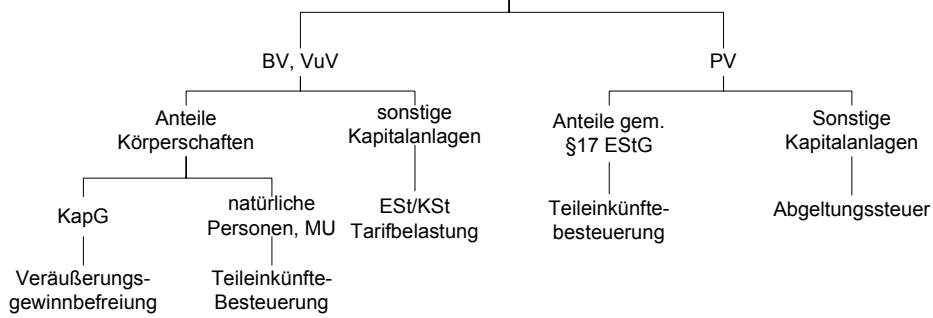 BV, VuV
PV
Anteile
Körperschaften
sonstige
Kapitalanlagen
Anteile gem.
§17 EStG
Sonstige
Kapitalanlagen
KapG
natürliche
Personen, MU
ESt/KSt
Tarifbelastung
Teileinkünfte-
besteuerung
Abgeltungssteuer
Veräußerungs-
gewinnbefreiung
Teileinkünfte-
Besteuerung